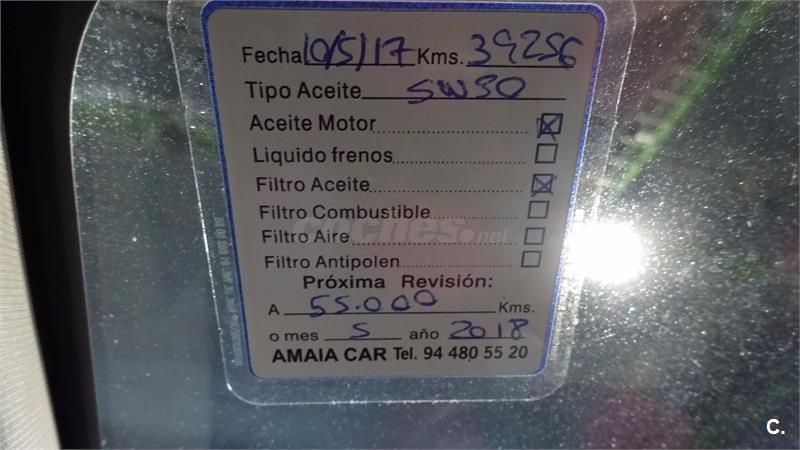 Fecha 10/5/17 Kms. 39256
Tipo Aceite 5W30
Aceite Motor
Liquido frenos
Filtro Aceite
Filtro Combustible
coches.net
Filtro Aire
Filtro Antipolen
Próxima Revisión:
A 55.000 Kms.
o mes 5 año 2018
AMAIA CAR Tel. 94 480 55 20
C.